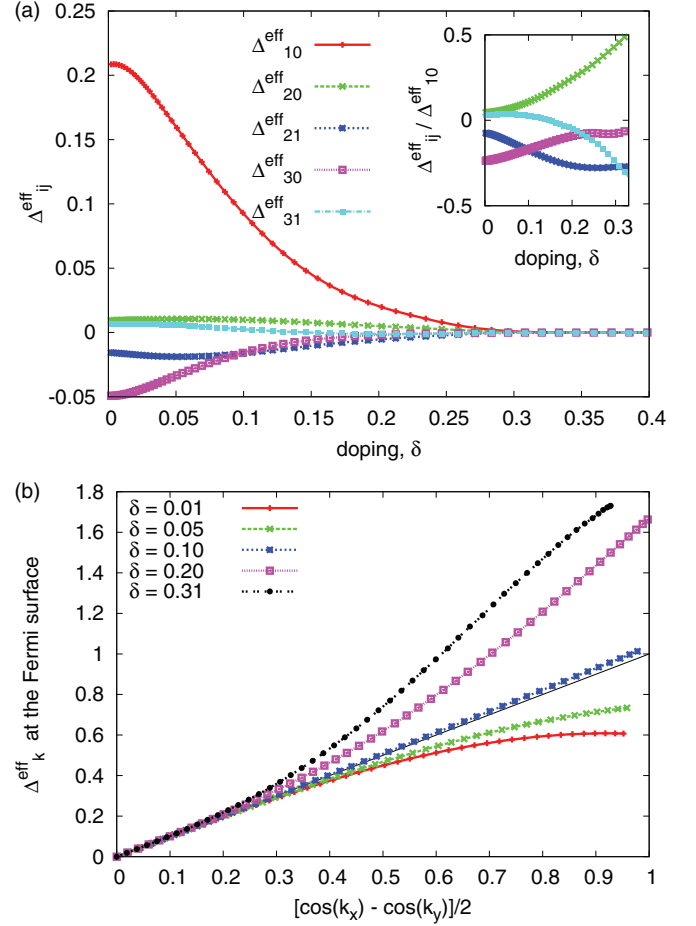 (a)
Δ^eff_ij
0.25
0.20
0.15
0.10
0.05
0
-0.05
0
0.05
0.1
0.15
0.2
0.25
0.3
0.35
0.4
doping, δ
Δ^eff_10
Δ^eff_20
Δ^eff_21
Δ^eff_30
Δ^eff_31
Δ^eff_ij / Δ^eff_10
0.5
0
-0.5
0
0.1
0.2
0.3
doping, δ
(b)
Δ^eff_k at the Fermi surface
1.8
1.6
1.4
1.2
1
0.8
0.6
0.4
0.2
0
δ = 0.01
δ = 0.05
δ = 0.10
δ = 0.20
δ = 0.31
0
0.1
0.2
0.3
0.4
0.5
0.6
0.7
0.8
0.9
1
[cos(k_x) - cos(k_y)]/2